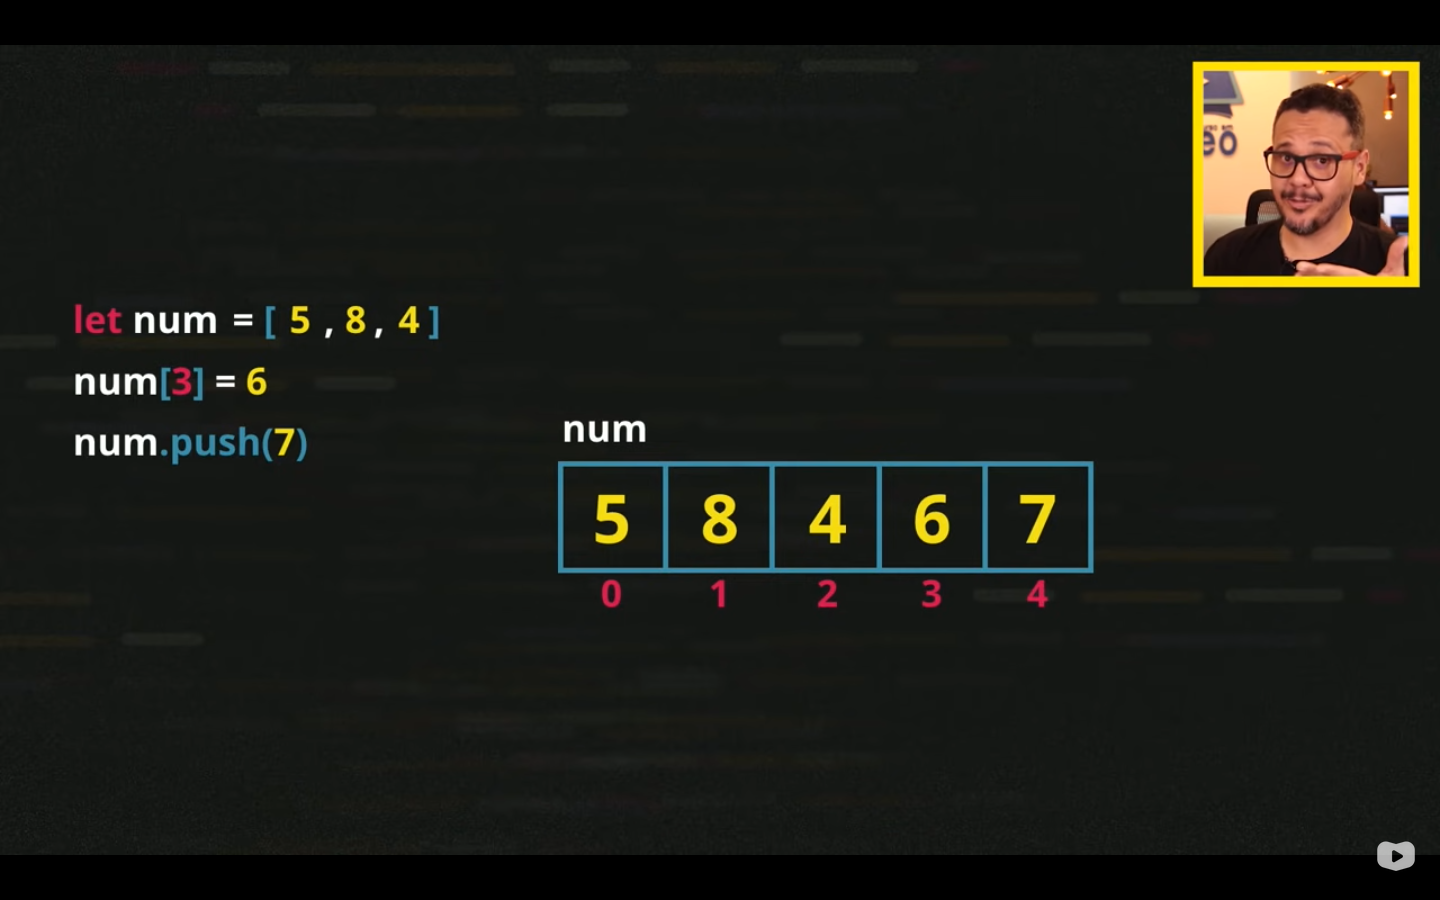 let num = [ 5 , 8 , 4 ]
num[3] = 6
num.push(7)
num
5 8 4 6 7
0 1 2 3 4